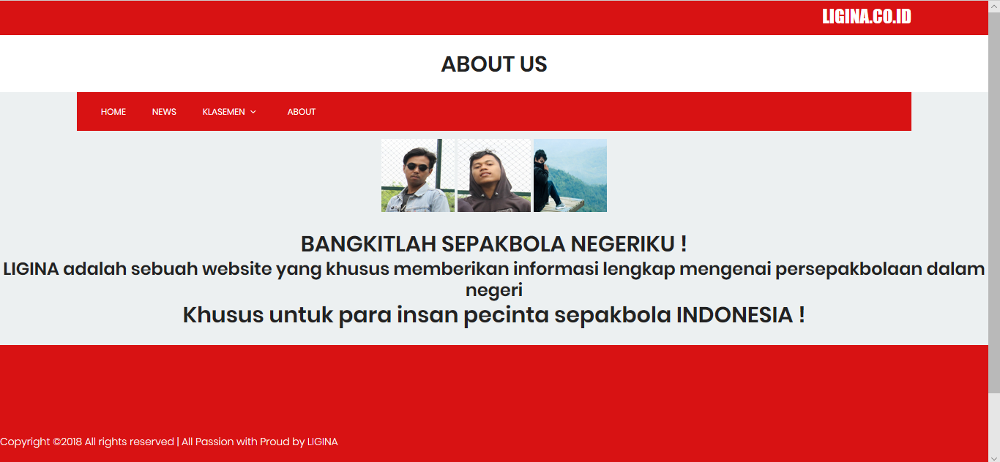 LIGINA.CO.ID
ABOUT US
HOME NEWS KLASEMEN ABOUT
BANGKITLAH SEPAKBOLA NEGERIKU !
LIGINA adalah sebuah website yang khusus memberikan informasi lengkap mengenai persepakbolaan dalam
negeri
Khusus untuk para insan pecinta sepakbola INDONESIA !
Copyright ©2018 All rights reserved | All Passion with Proud by LIGINA